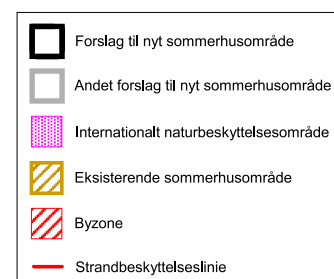 Forslag til nyt sommerhusområde
Andet forslag til nyt sommerhusområde
Internationalt naturbeskyttelsesområde
Eksisterende sommerhusområde
Byzone
Strandbeskyttelseslinie